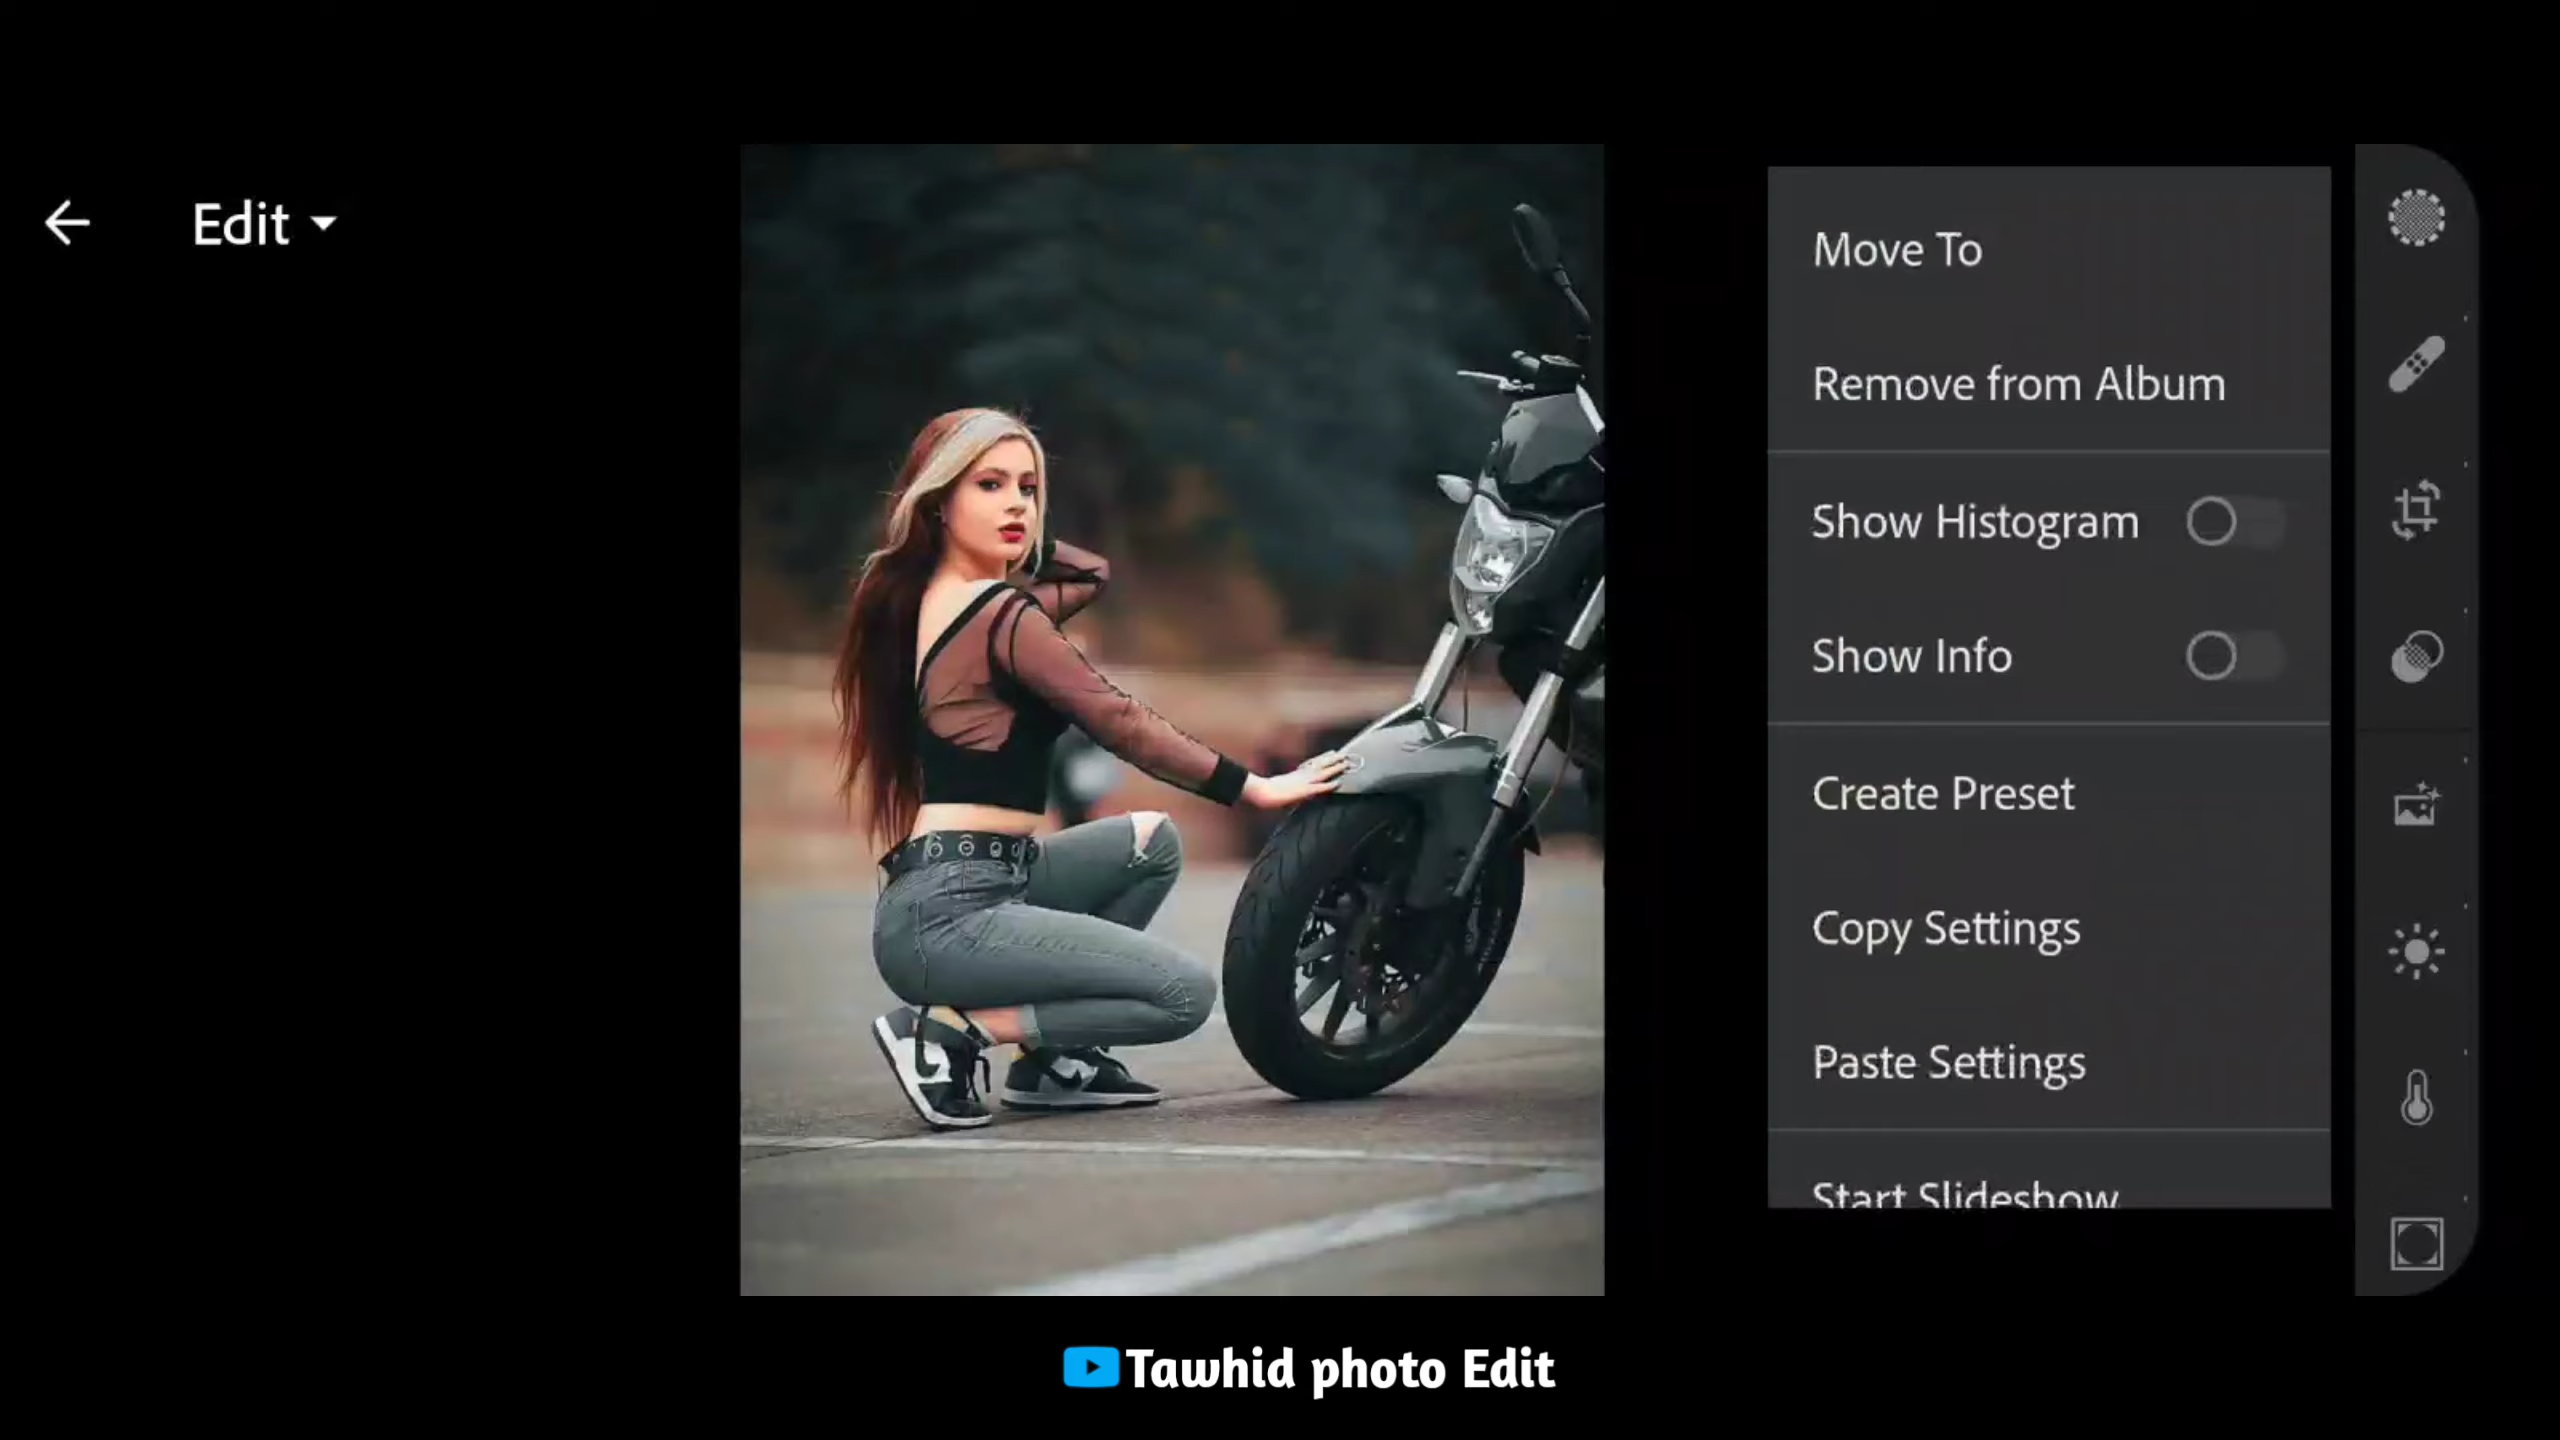 Edit
Move To
Remove from Album
Show Histogram
Show Info
Create Preset
Copy Settings
Paste Settings
Start Slideshow
Tawhid photo Edit